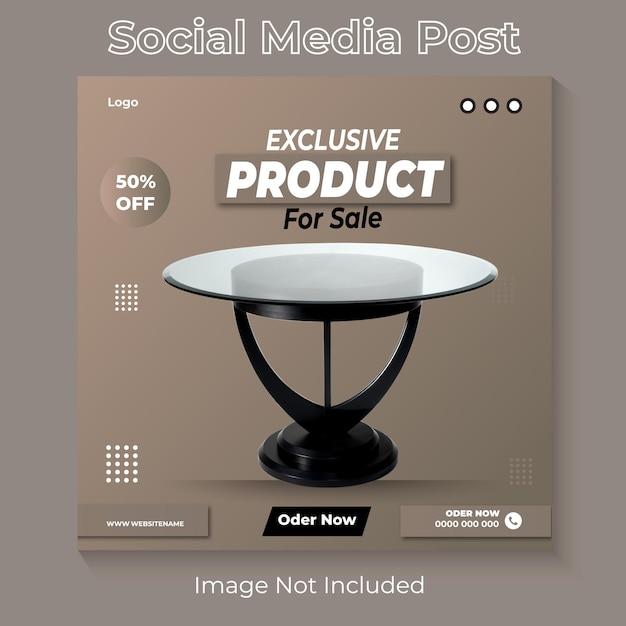 Social Media Post
Logo
EXCLUSIVE
PRODUCT
For Sale
50%
OFF
WWW.WEBSITENAME
Oder Now
ODER NOW
0000 000 000
Image Not Included